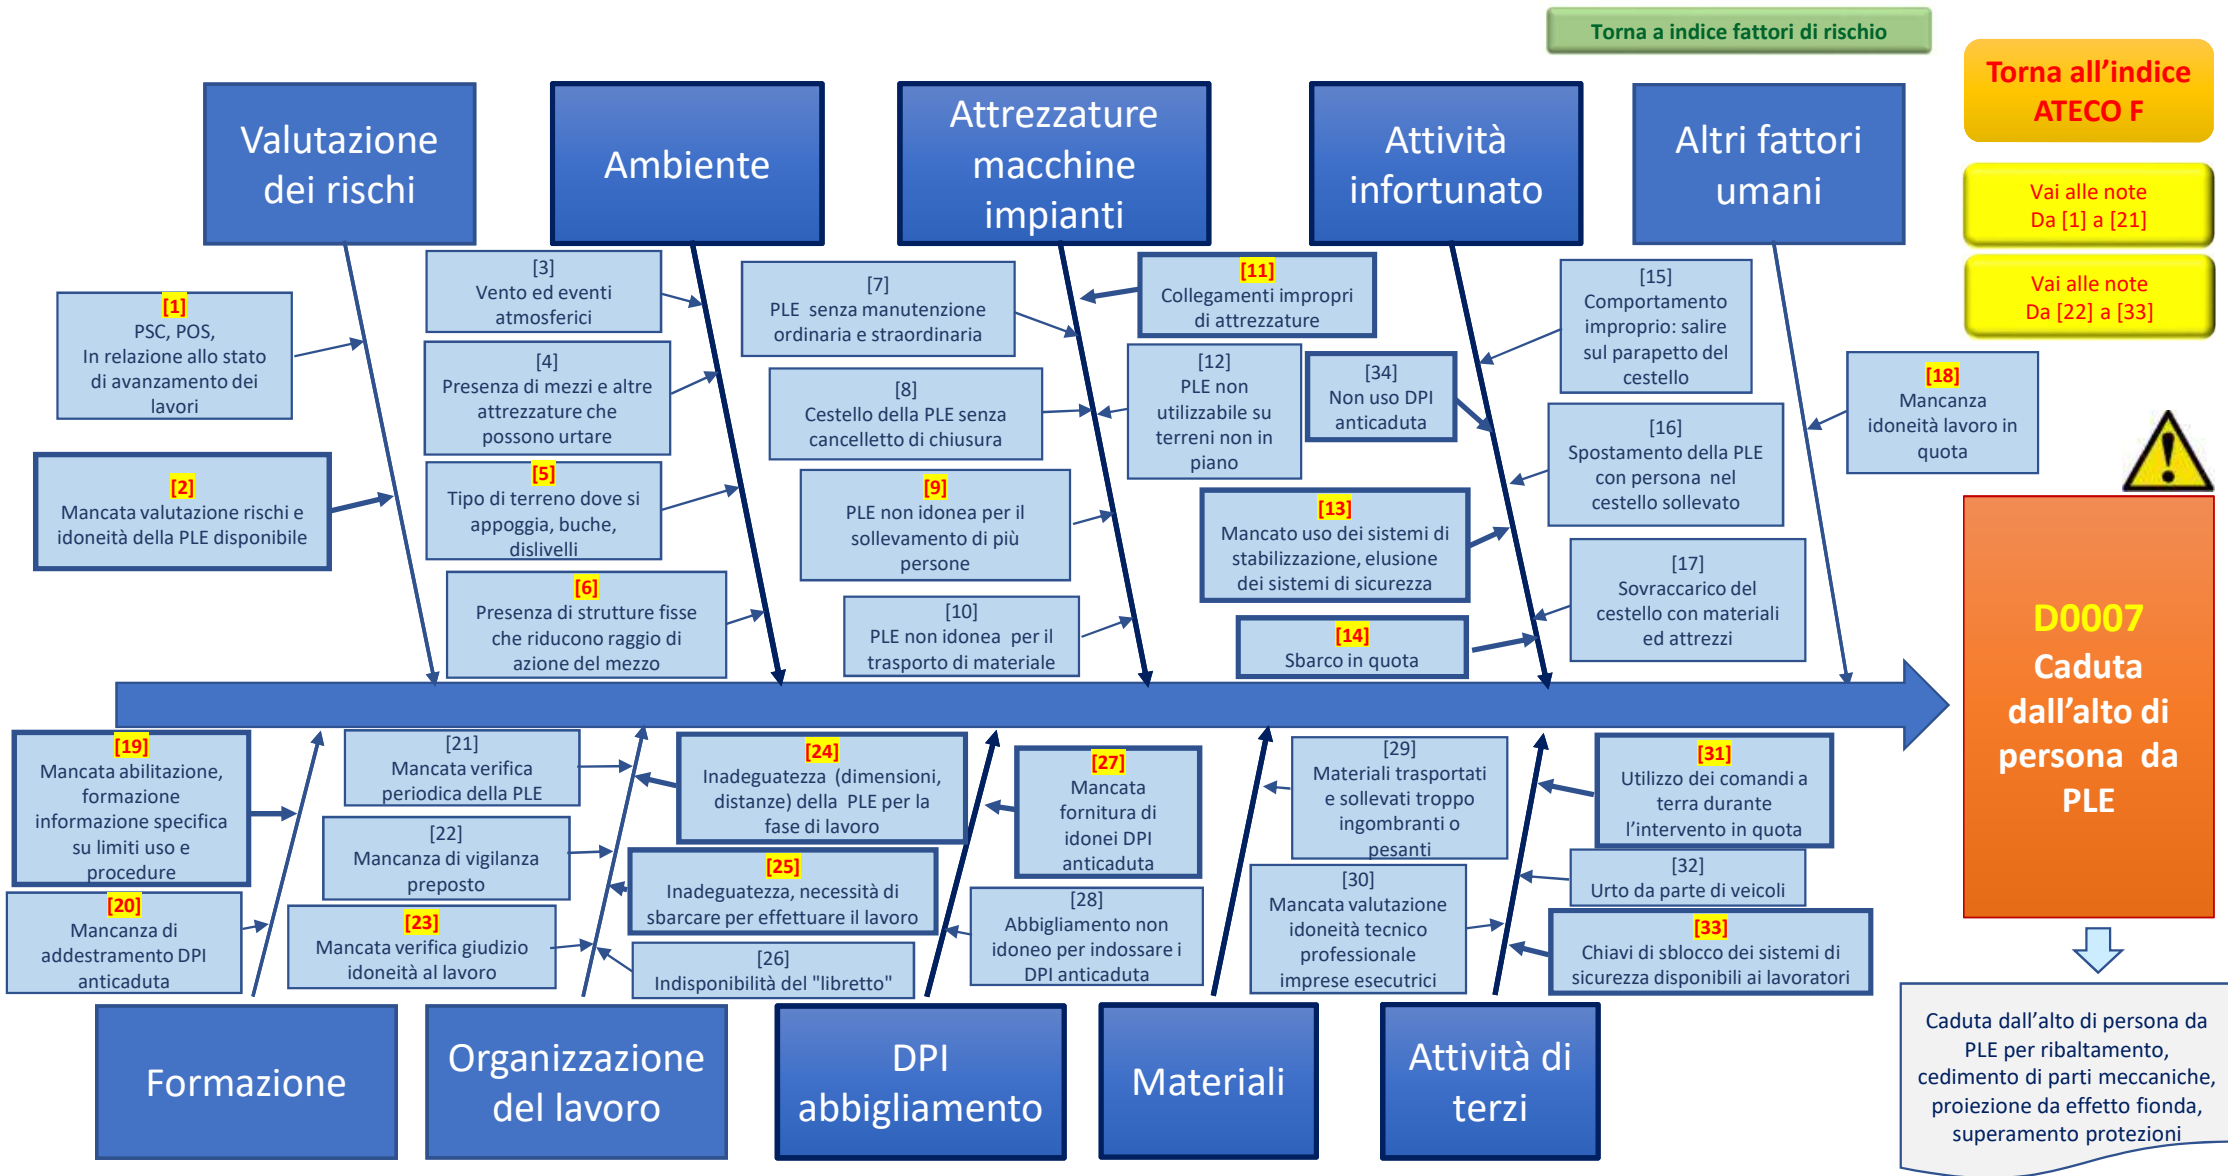 Torna a indice fattori di rischio
Torna all'indice
ATECO F
Vai alle note
Da [1] a [21]
Vai alle note
Da [22] a [33]
Valutazione
dei rischi
Ambiente
Attrezzature
macchine
impianti
Attività
infortunato
Altri fattori
umani
[1]
PSC, POS,
In relazione allo stato
di avanzamento dei
lavori
[2]
Mancata valutazione rischi e
idoneità della PLE disponibile
[3]
Vento ed eventi
atmosferici
[4]
Presenza di mezzi e altre
attrezzature che
possono urtare
[5]
Tipo di terreno dove si
appoggia, buche,
dislivelli
[6]
Presenza di strutture fisse
che riducono raggio di
azione del mezzo
[7]
PLE senza manutenzione
ordinaria e straordinaria
[8]
Cestello della PLE senza
cancelletto di chiusura
[9]
PLE non idonea per il
sollevamento di più
persone
[10]
PLE non idonea per il
trasporto di materiale
[11]
Collegamenti impropri
di attrezzature
[12]
PLE non
utilizzabile su
terreni non in
piano
[34]
Non uso DPI
anticaduta
[13]
Mancato uso dei sistemi di
stabilizzazione, elusione
dei sistemi di sicurezza
[14]
Sbarco in quota
[15]
Comportamento
improprio: salire
sul parapetto del
cestello
[16]
Spostamento della PLE
con persona nel
cestello sollevato
[17]
Sovraccarico del
cestello con materiali
ed attrezzi
[18]
Mancanza
idoneità lavoro in
quota
D0007
Caduta
dall'alto di
persona da
PLE
[19]
Mancata abilitazione,
formazione
informazione specifica
su limiti uso e
procedure
[20]
Mancanza di
addestramento DPI
anticaduta
[21]
Mancata verifica
periodica della PLE
[22]
Mancanza di vigilanza
preposto
[23]
Mancata verifica giudizio
idoneità al lavoro
[24]
Inadeguatezza (dimensioni,
distanze) della PLE per la
fase di lavoro
[25]
Inadeguatezza, necessità di
sbarcare per effettuare il lavoro
[26]
Indisponibilità del "libretto"
[27]
Mancata
fornitura di
idonei DPI
anticaduta
[28]
Abbigliamento non
idoneo per indossare i
DPI anticaduta
[29]
Materiali trasportati
e sollevati troppo
ingombranti o
pesanti
[30]
Mancata valutazione
idoneità tecnico
professionale
imprese esecutrici
[31]
Utilizzo dei comandi a
terra durante
l'intervento in quota
[32]
Urto da parte di veicoli
[33]
Chiavi di sblocco dei sistemi di
sicurezza disponibili ai lavoratori
Formazione
Organizzazione
del lavoro
DPI
abbigliamento
Materiali
Attività di
terzi
Caduta dall'alto di persona da
PLE per ribaltamento,
cedimento di parti meccaniche,
proiezione da effetto fionda,
superamento protezioni